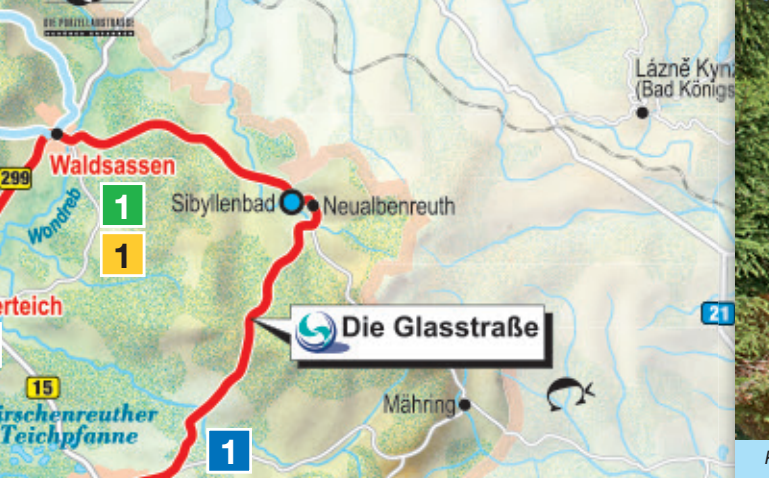 DIE PORZELLANSTRASSE
Lázně Kyn
(Bad Königs
Waldsassen
299
1
Sibyllenbad
Neualbenreuth
Wondreb
1
erteich
21
Die Glasstraße
15
Mähring
irschenreuther
Teichpfanne
1